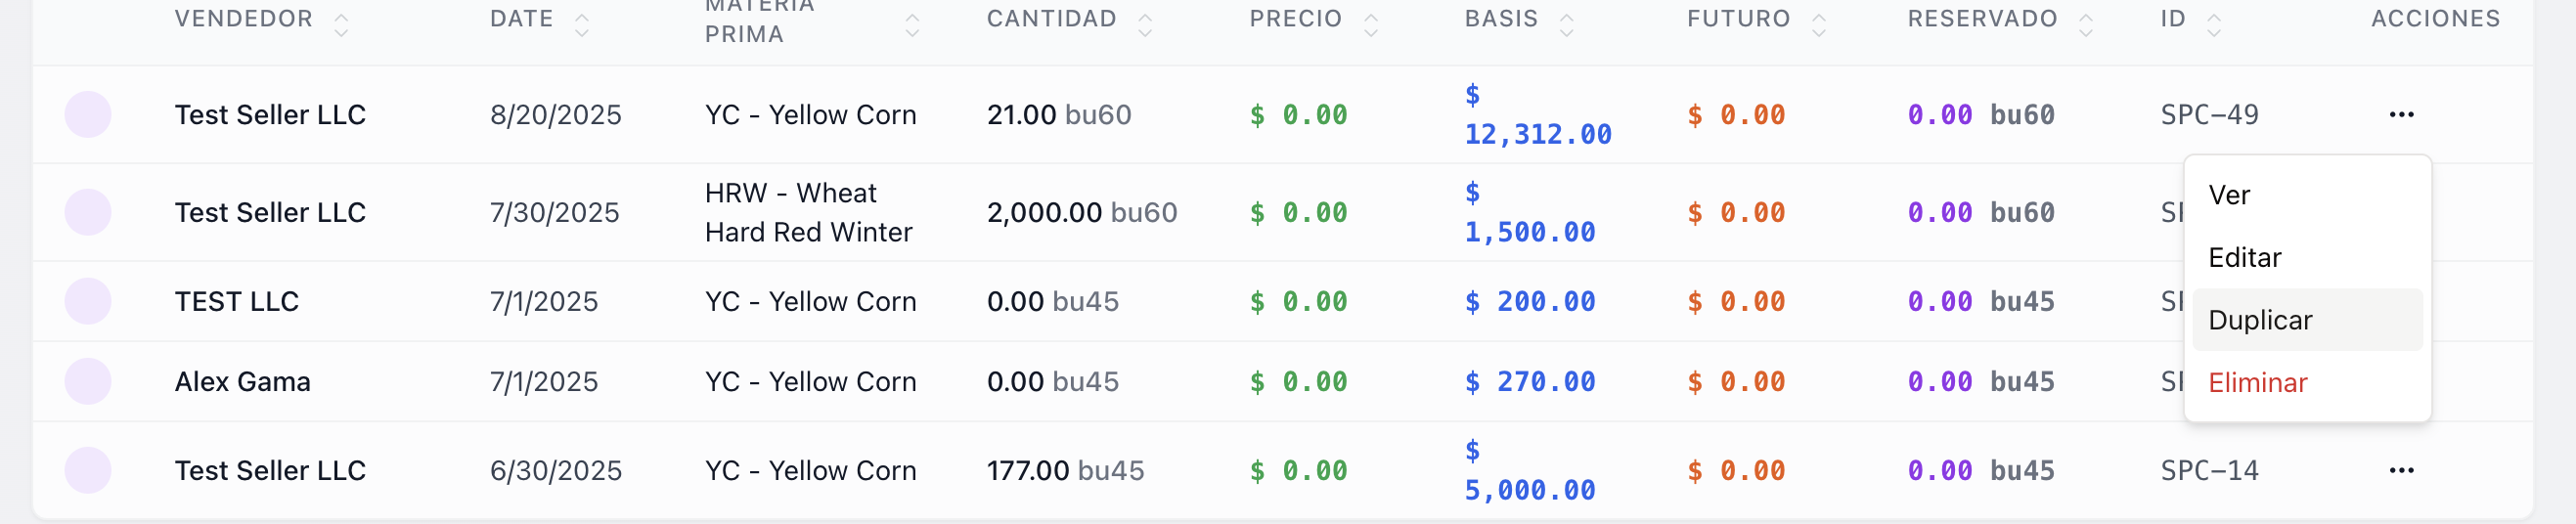 VENDEDOR DATE MATERIA PRIMA CANTIDAD PRECIO BASIS FUTURO RESERVADO ID ACCIONES
Test Seller LLC 8/20/2025 YC - Yellow Corn 21.00 bu60 $ 0.00 $ 12,312.00 $ 0.00 0.00 bu60 SPC-49 ...
Test Seller LLC 7/30/2025 HRW - Wheat Hard Red Winter 2,000.00 bu60 $ 0.00 $ 1,500.00 $ 0.00 0.00 bu60
TEST LLC 7/1/2025 YC - Yellow Corn 0.00 bu45 $ 0.00 $ 200.00 $ 0.00 0.00 bu45
Alex Gama 7/1/2025 YC - Yellow Corn 0.00 bu45 $ 0.00 $ 270.00 $ 0.00 0.00 bu45
Test Seller LLC 6/30/2025 YC - Yellow Corn 177.00 bu45 $ 0.00 $ 5,000.00 $ 0.00 0.00 bu45 SPC-14 ...
Ver
Editar
Duplicar
Eliminar